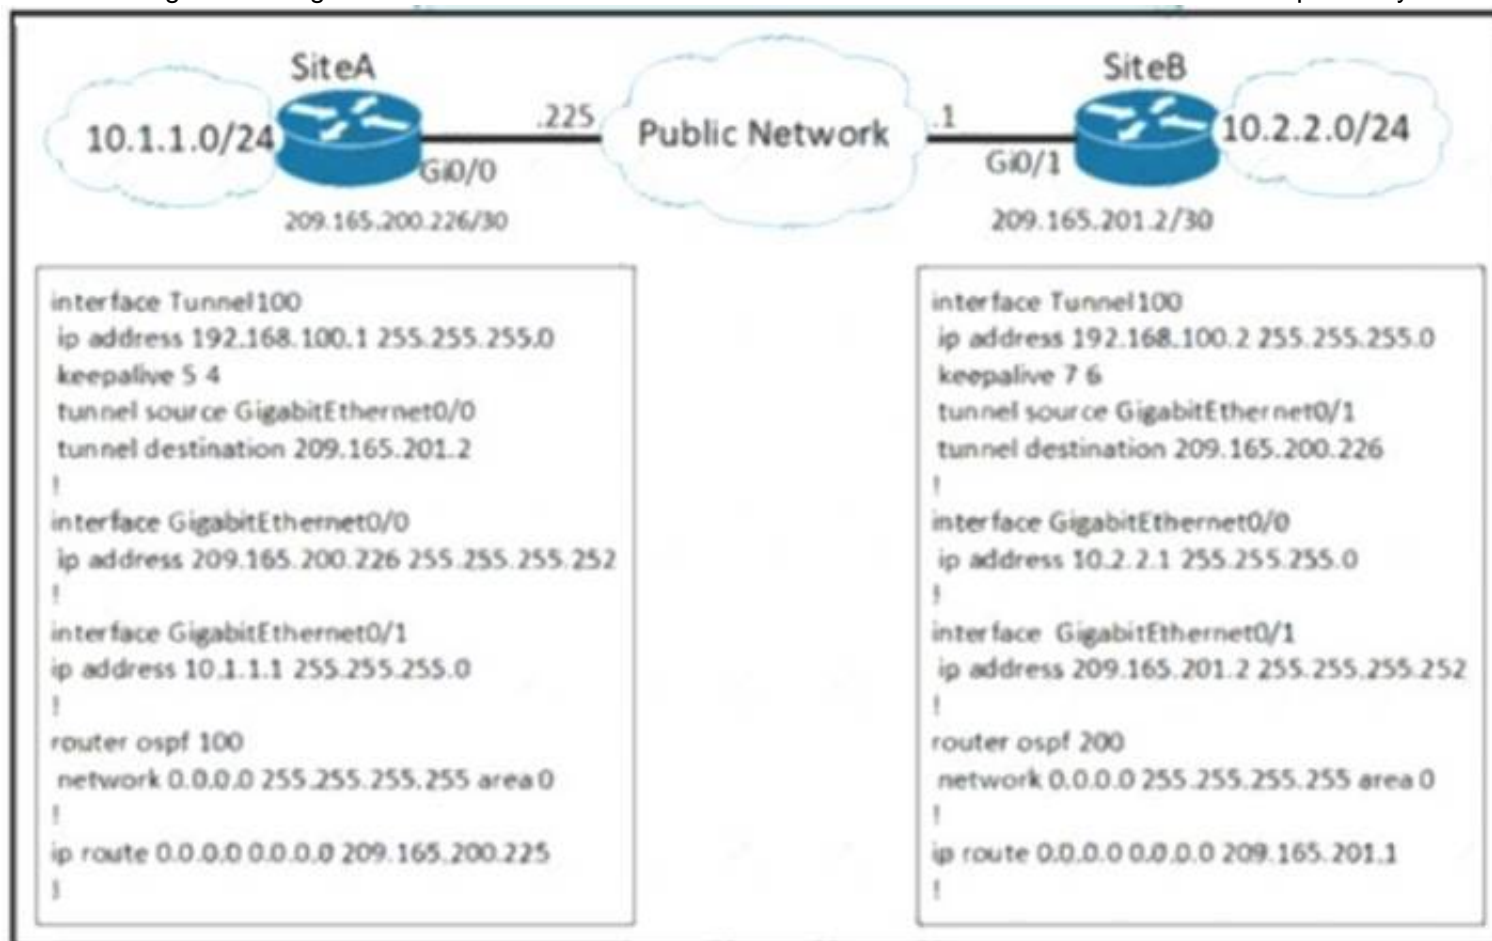 SiteA
SiteB
10.1.1.0/24
.225
Public Network
.1
10.2.2.0/24
Gi0/0
Gi0/1
209.165.200.226/30
209.165.201.2/30
interface Tunnel100
ip address 192.168.100.1 255.255.255.0
keepalive 5 4
tunnel source GigabitEthernet0/0
tunnel destination 209.165.201.2
!
interface GigabitEthernet0/0
ip address 209.165.200.226 255.255.255.252
!
interface GigabitEthernet0/1
ip address 10.1.1.1 255.255.255.0
!
router ospf 100
network 0.0.0.0 255.255.255.255 area 0
!
ip route 0.0.0.0 0.0.0.0 209.165.200.225
!
interface Tunnel100
ip address 192.168.100.2 255.255.255.0
keepalive 7 6
tunnel source GigabitEthernet0/1
tunnel destination 209.165.200.226
!
interface GigabitEthernet0/0
ip address 10.2.2.1 255.255.255.0
!
interface GigabitEthernet0/1
ip address 209.165.201.2 255.255.255.252
!
router ospf 200
network 0.0.0.0 255.255.255.255 area 0
!
ip route 0.0.0.0 0.0.0.0 209.165.201.1
!